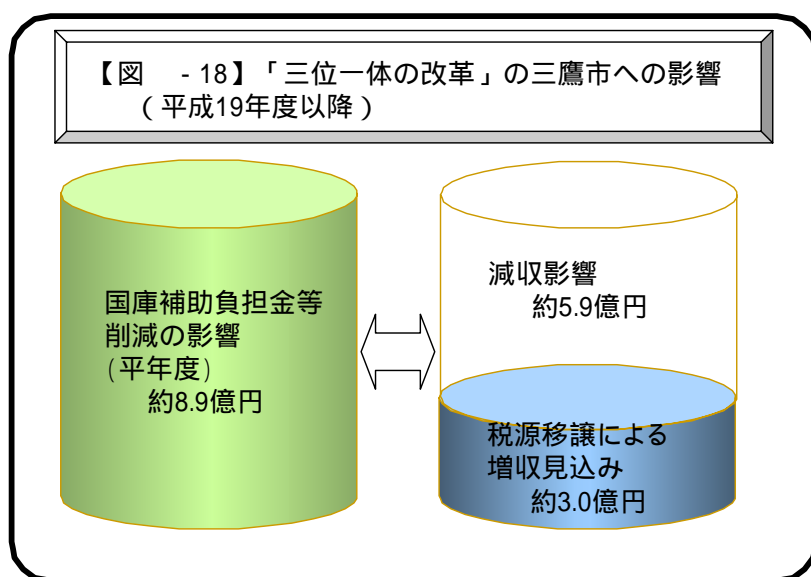 【図　-18】「三位一体の改革」の三鷹市への影響
（平成19年度以降）
国庫補助負担金等
削減の影響
(平年度)
約8.9億円
減収影響
約5.9億円
税源移譲による
増収見込み
約3.0億円